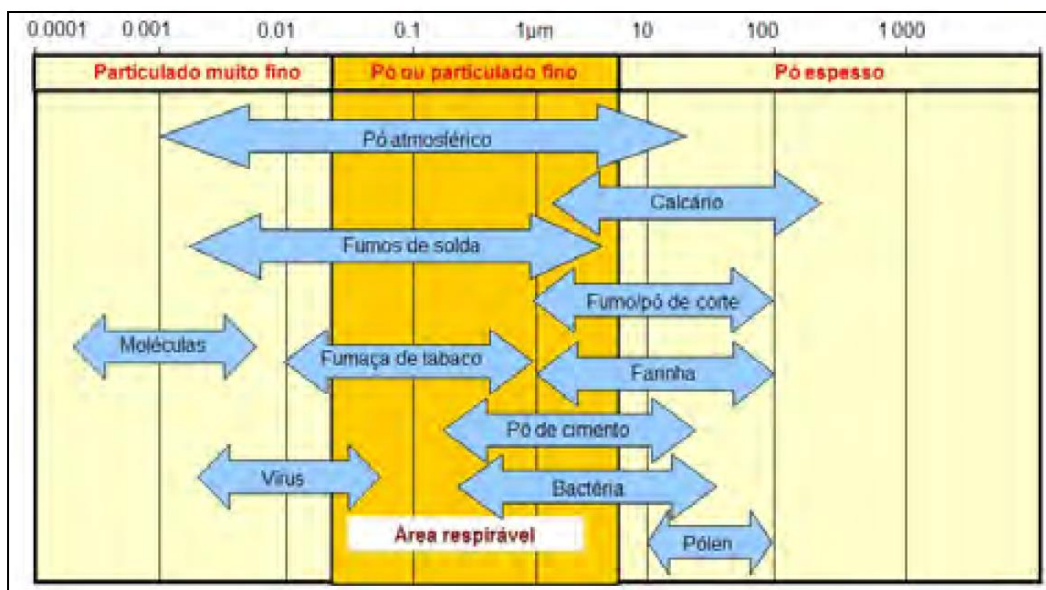 0.0001 0.001 0.01 0.1 1µm 10 100 1 000
Particulado muito fino Pó ou particulado fino Pó espesso
Pó atmosférico
Calcário
Fumos de solda
Fumo/pó de corte
Moléculas
Fumaça de tabaco
Farinha
Pó de cimento
Vírus
Bactéria
Área respirável
Pólen